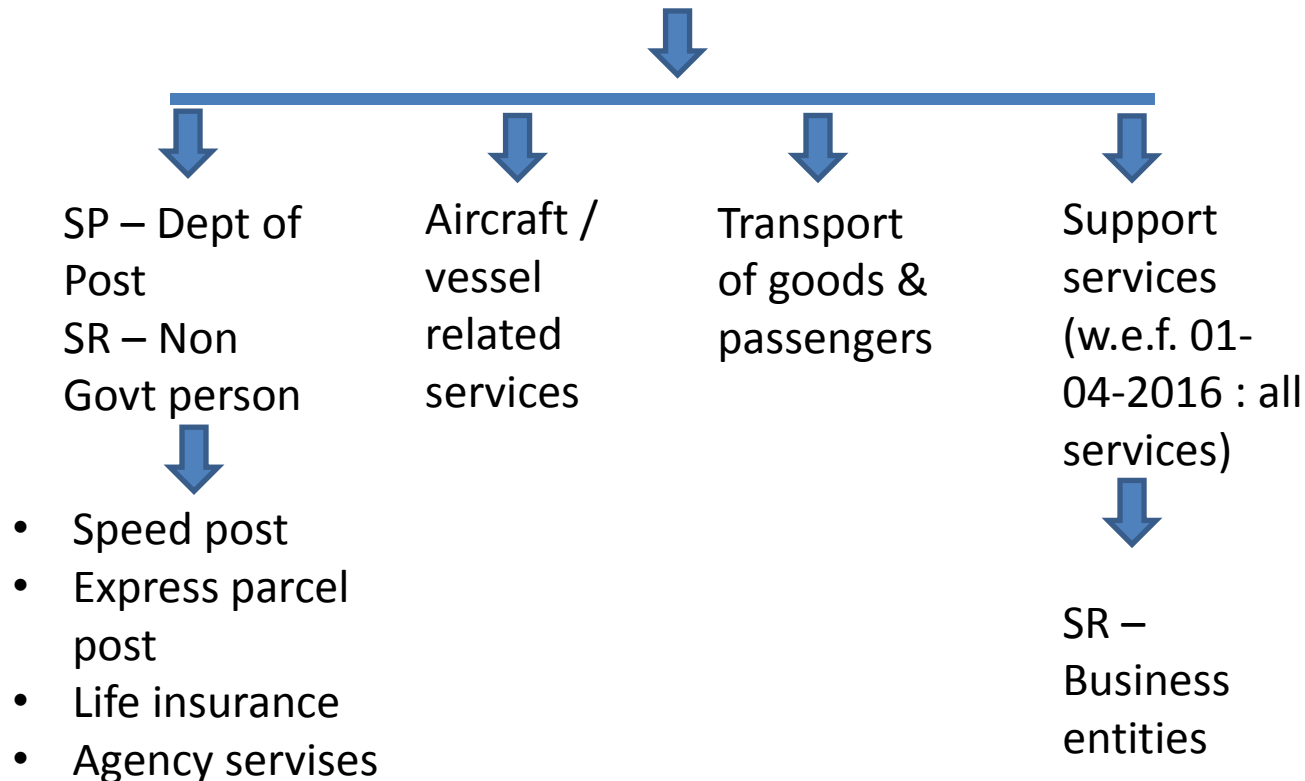 SP – Dept of
Post
SR – Non
Govt person
• Speed post
• Express parcel
post
• Life insurance
• Agency servises
Aircraft /
vessel
related
services
Transport
of goods &
passengers
Support
services
(w.e.f. 01-
04-2016 : all
services)
SR –
Business
entities